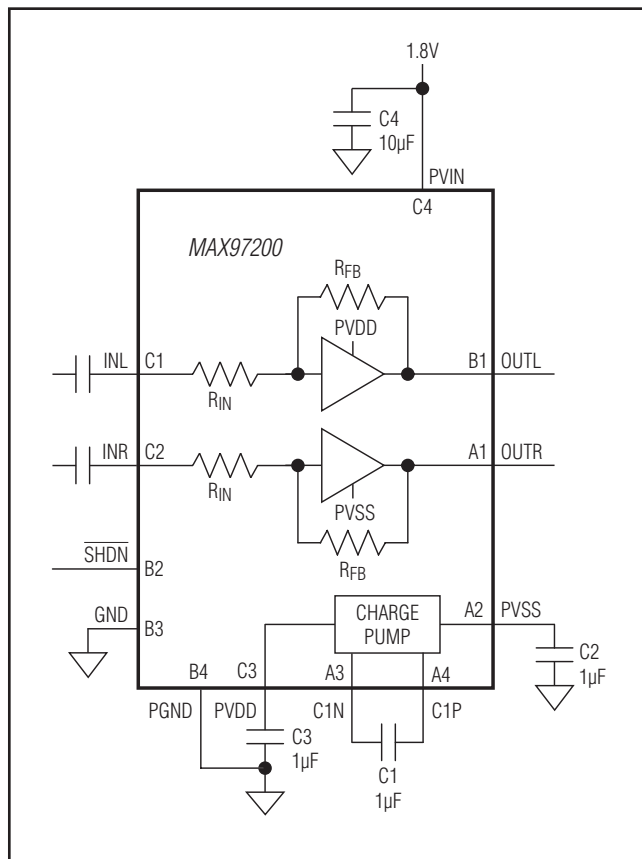 1.8V
C4
10µF
PVIN
C4
MAX97200
RFB
PVDD
INL
C1
RIN
B1
OUTL
INR
C2
RIN
A1
OUTR
PVSS
RFB
SHDN
B2
GND
B3
CHARGE
PUMP
A2
PVSS
C2
1µF
B4
C3
A3
A4
PGND
PVDD
C1N
C1P
C3
1µF
C1
1µF